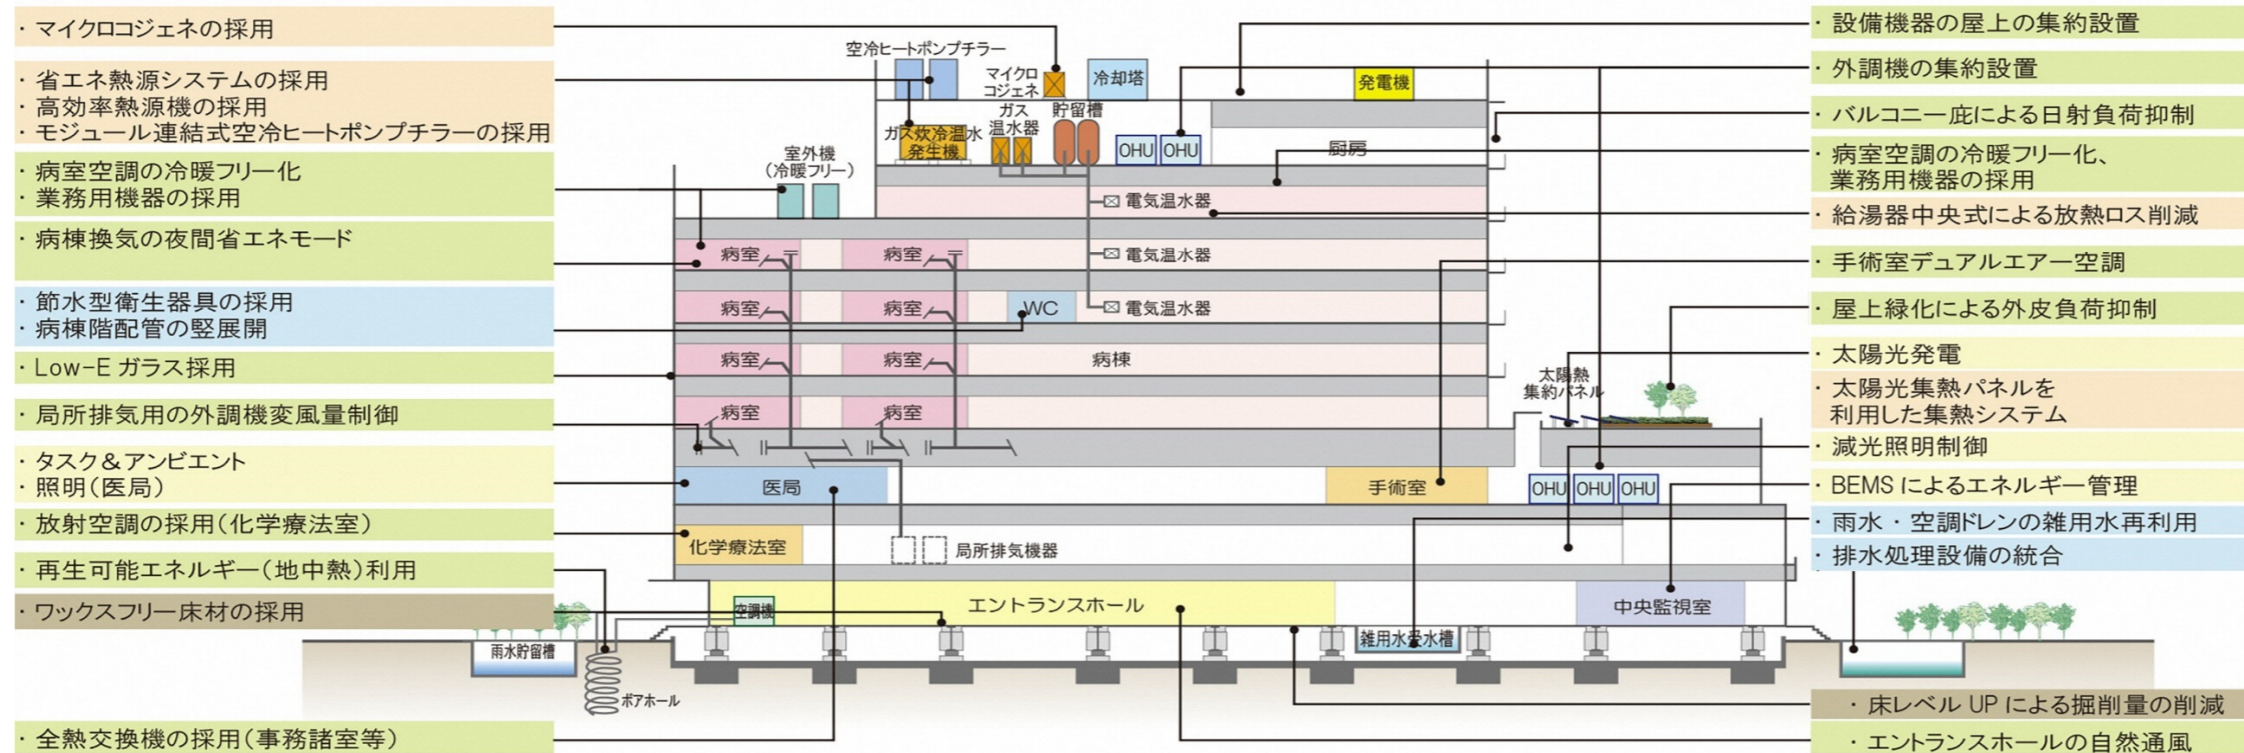 ・マイクロコジェネの採用
・省エネ熱源システムの採用
・高効率熱源機の採用
・モジュール連結式空冷ヒートポンプチラーの採用
・病室空調の冷暖フリー化
・業務用機器の採用
・病棟換気の夜間省エネモード
・節水型衛生器具の採用
・病棟階配管の竪展開
・Low-E ガラス採用
・局所排気用の外調機変風量制御
・タスク＆アンビエント
・照明(医局)
・放射空調の採用(化学療法室)
・再生可能エネルギー(地中熱)利用
・ワックスフリー床材の採用
・全熱交換機の採用(事務諸室等)
空冷ヒートポンプチラー
マイクロ
コジェネ
冷却塔
発電機
ガス炊冷温水
発生機
ガス
温水器
貯留槽
OHU
OHU
厨房
室外機
(冷暖フリー)
電気温水器
病室
病室
電気温水器
病室
病室
WC
電気温水器
病室
病室
病棟
病室
病室
太陽熱
集約パネル
医局
手術室
OHU
OHU
OHU
化学療法室
局所排気機器
空調機
エントランスホール
中央監視室
雨水貯留槽
雑用水受水槽
ボアホール
・設備機器の屋上の集約設置
・外調機の集約設置
・バルコニー庇による日射負荷抑制
・病室空調の冷暖フリー化、
業務用機器の採用
・給湯器中央式による放熱ロス削減
・手術室デュアルエアー空調
・屋上緑化による外皮負荷抑制
・太陽光発電
・太陽光集熱パネルを
利用した集熱システム
・減光照明制御
・BEMS によるエネルギー管理
・雨水・空調ドレンの雑用水再利用
・排水処理設備の統合
・床レベル UP による掘削量の削減
・エントランスホールの自然通風